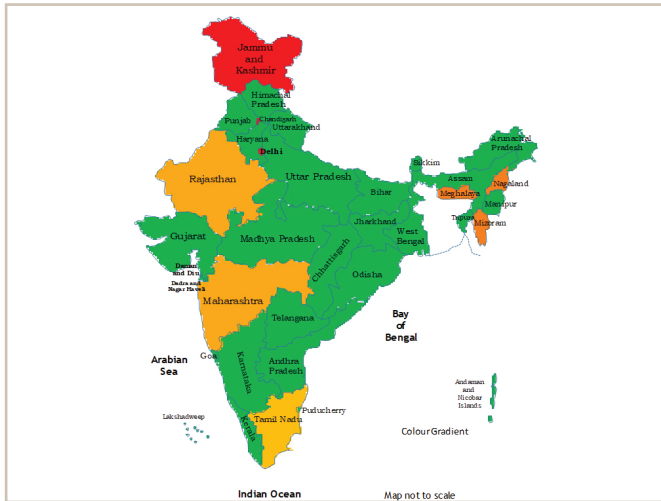 Jammu
and
Kashmir
Himachal
Pradesh
Punjab
Chandigarh
Uttarakhand
Haryana
Delhi
Arunachal
Pradesh
Rajasthan
Uttar Pradesh
Sikkim
Assam
Nagaland
Bihar
Meghalaya
Manipur
Jharkhand
Tripura
Mizoram
Gujarat
Madhya Pradesh
West
Bengal
Chhattisgarh
Daman
and Diu
Dadra and
Nagar Haveli
Odisha
Maharashtra
Telangana
Bay
of
Bengal
Arabian
Sea
Goa
Karnataka
Andhra
Pradesh
Andaman
and
Nicobar
Islands
Lakshadweep
Puducherry
Tamil Nadu
Kerala
Colour Gradient
Indian Ocean
Map not to scale